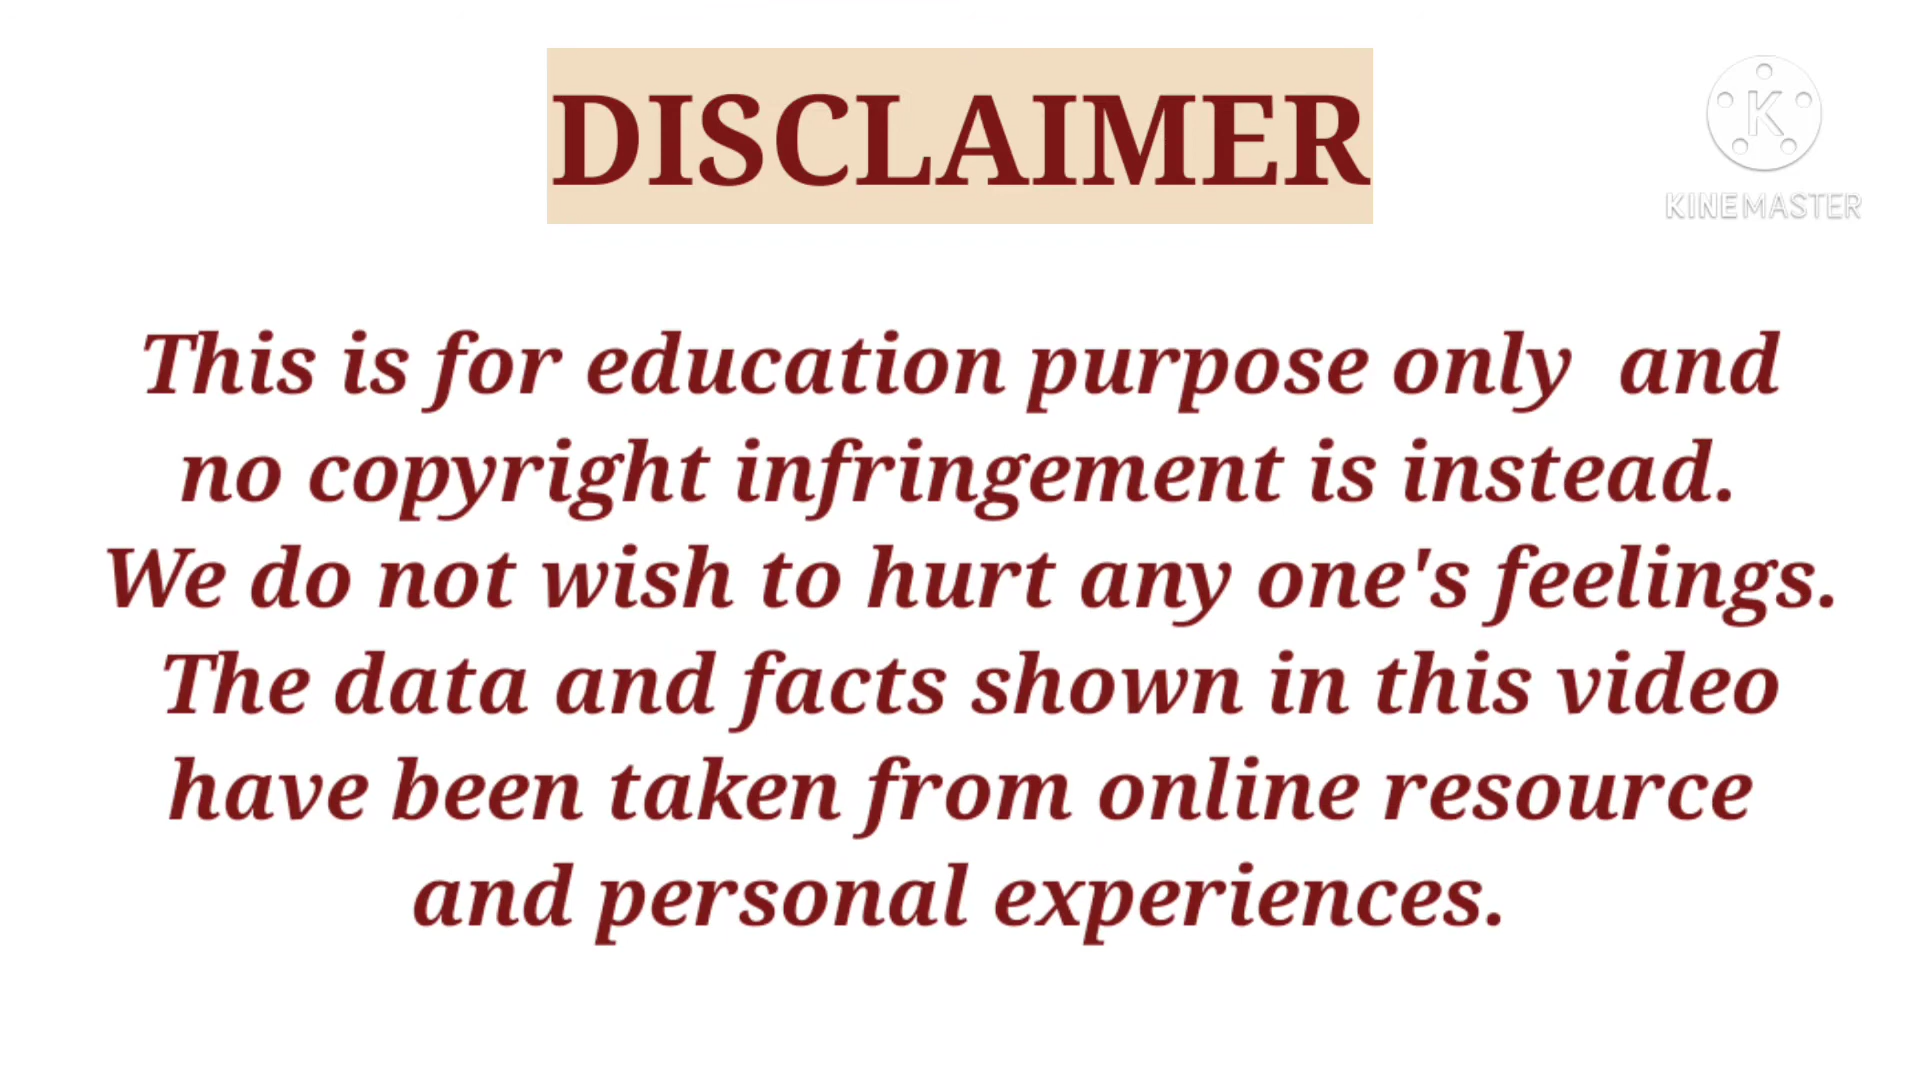 DISCLAIMER
K
KINEMASTER
This is for education purpose only  and
no copyright infringement is instead.
We do not wish to hurt any one's feelings.
The data and facts shown in this video
have been taken from online resource
and personal experiences.